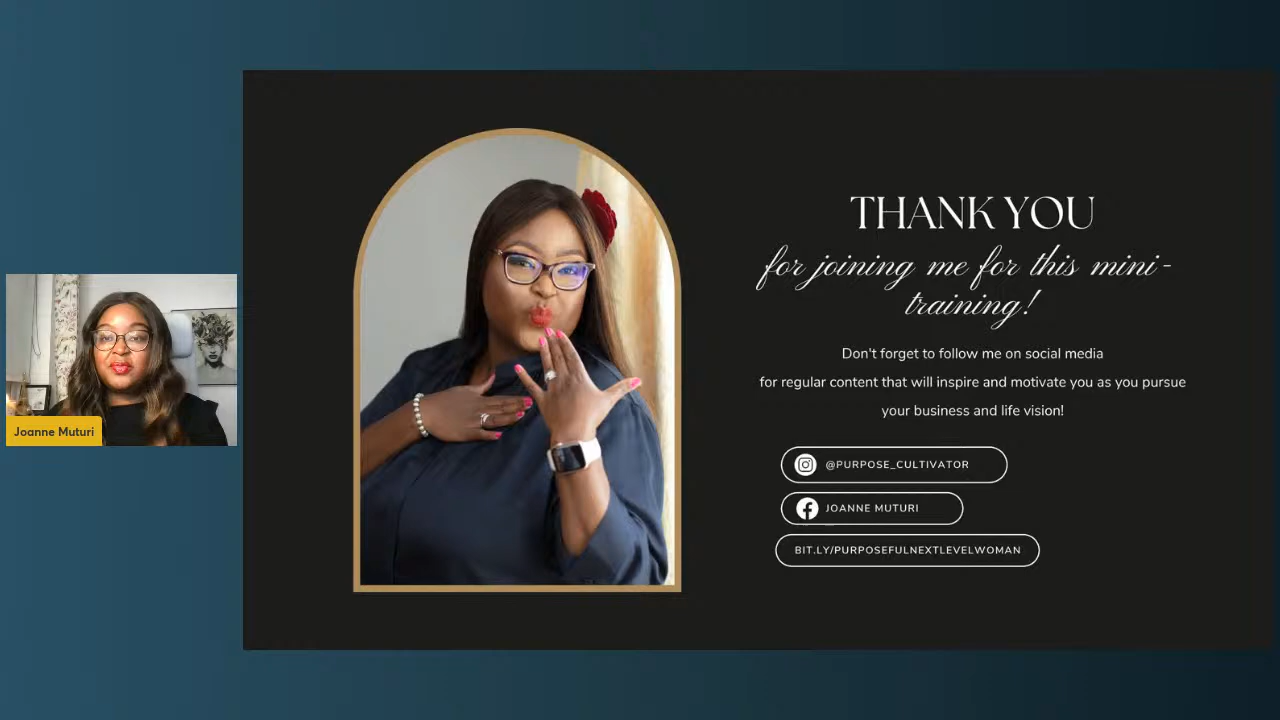 Joanne Muturi
THANK YOU
for joining me for this mini-
training!
Don't forget to follow me on social media
for regular content that will inspire and motivate you as you pursue
your business and life vision!
@PURPOSE_CULTIVATOR
JOANNE MUTURI
BIT.LY/PURPOSEFULNEXTLEVELWOMAN